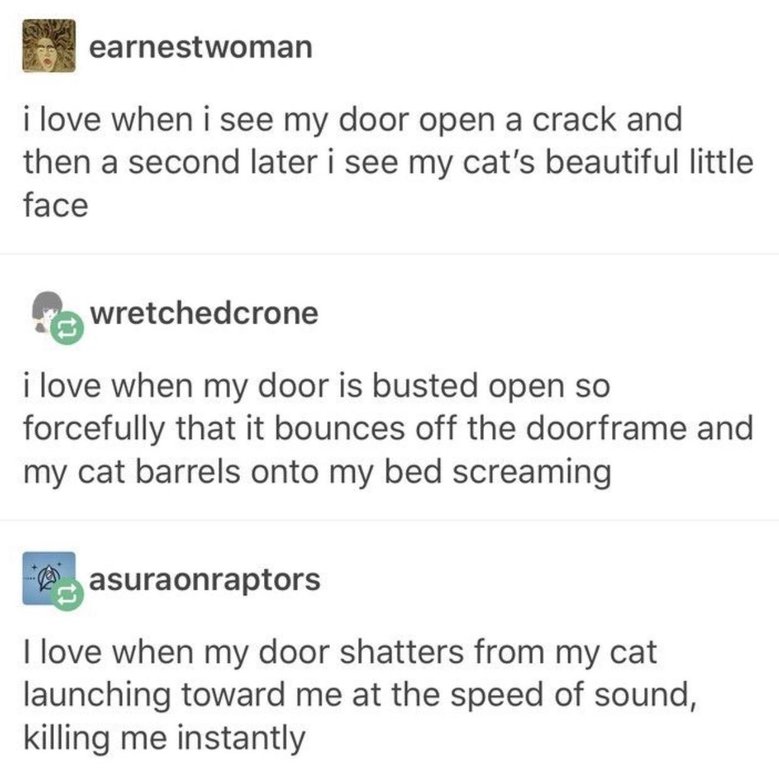 earnestwoman
i love when i see my door open a crack and
then a second later i see my cat’s beautiful little
face
wretchedcrone
i love when my door is busted open so
forcefully that it bounces off the doorframe and
my cat barrels onto my bed screaming
asuraonraptors
I love when my door shatters from my cat
launching toward me at the speed of sound,
killing me instantly